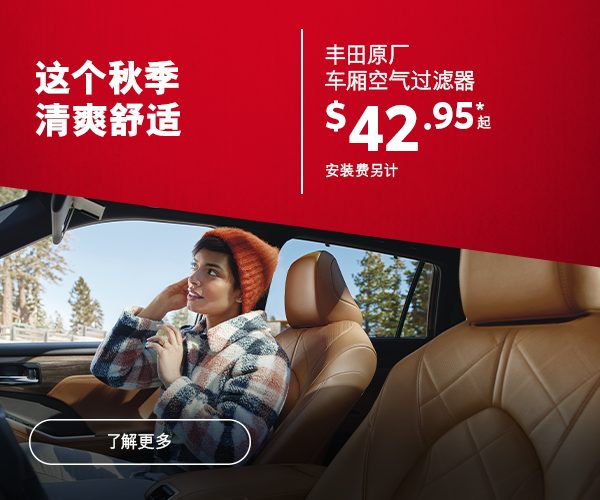 这个秋季
清爽舒适
丰田原厂
车厢空气过滤器
$42.95*起
安装费另计
了解更多